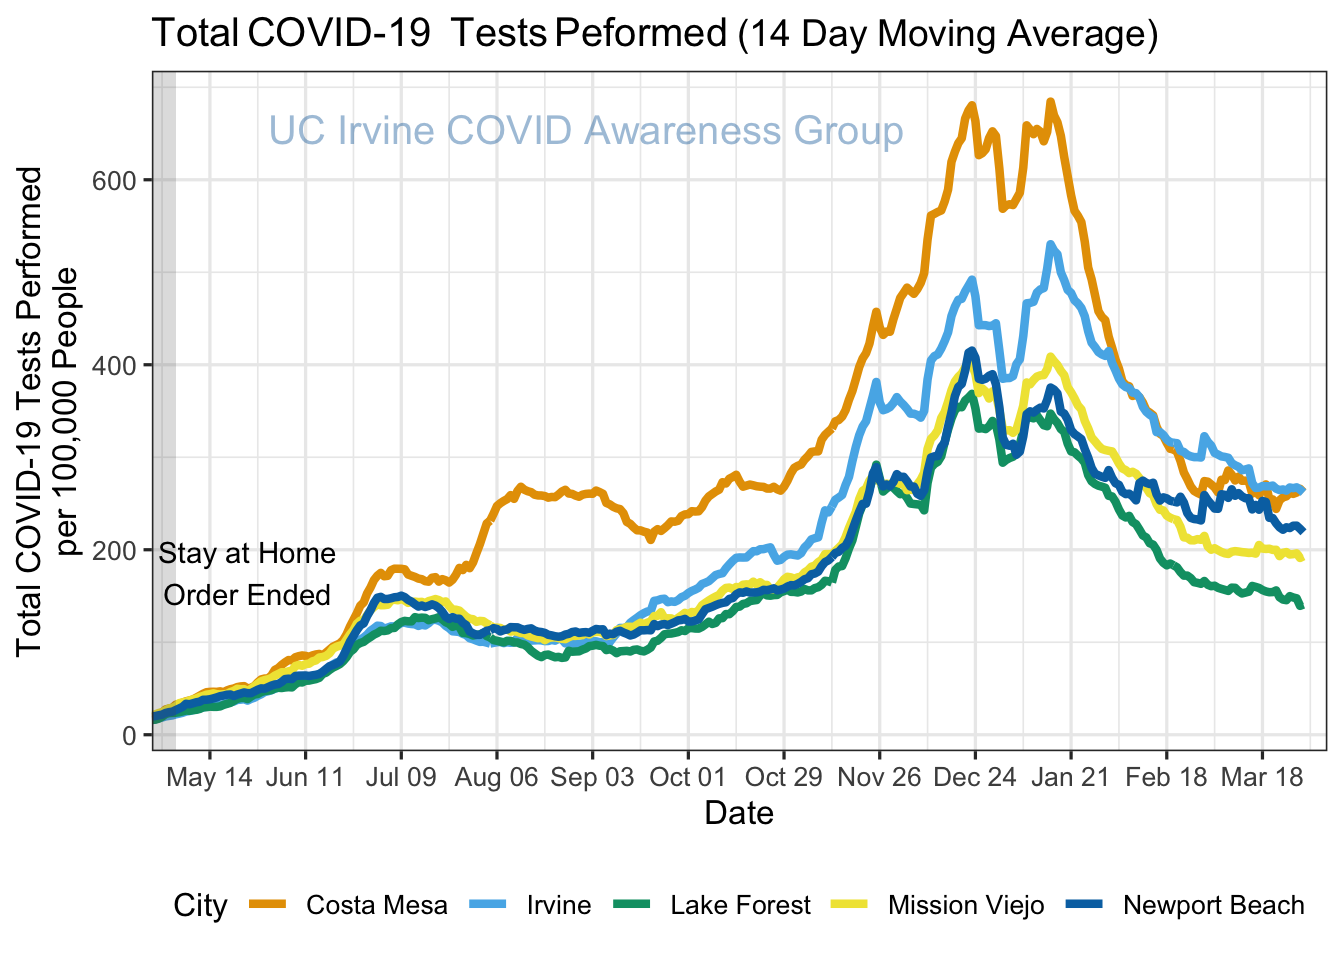 Total COVID-19  Tests Peformed (14 Day Moving Average)
UC Irvine COVID Awareness Group
Total COVID-19 Tests Performed
per 100,000 People
600
400
200
0
Stay at Home
Order Ended
May 14 Jun 11 Jul 09 Aug 06 Sep 03 Oct 01 Oct 29 Nov 26 Dec 24 Jan 21 Feb 18 Mar 18
Date
City Costa Mesa Irvine Lake Forest Mission Viejo Newport Beach